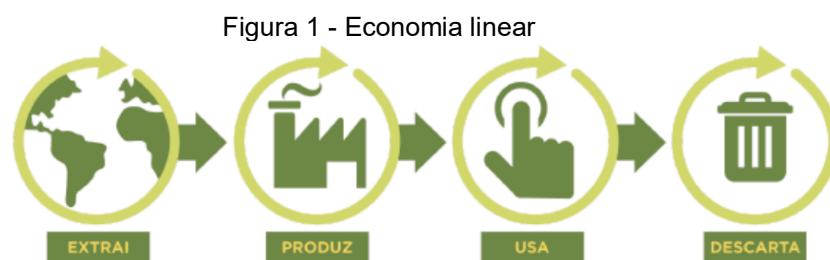 Figura 1 - Economia linear
EXTRAI
PRODUZ
USA
DESCARTA